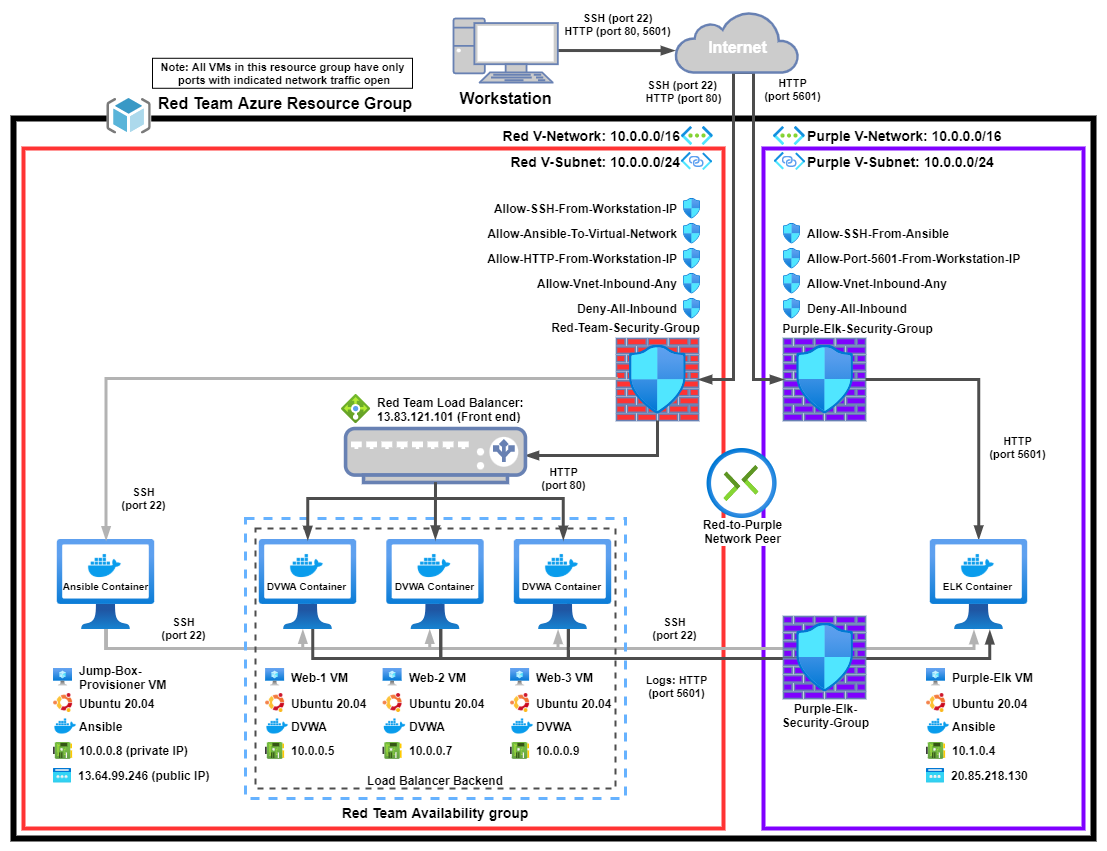 SSH (port 22)
HTTP (port 80, 5601)
Internet
Workstation
Note: All VMs in this resource group have only
ports with indicated network traffic open
SSH (port 22)
HTTP (port 80)
HTTP
(port 5601)
Red Team Azure Resource Group
Red V-Network: 10.0.0.0/16
Purple V-Network: 10.0.0.0/16
Red V-Subnet: 10.0.0.0/24
Purple V-Subnet: 10.0.0.0/24
Allow-SSH-From-Workstation-IP
Allow-Ansible-To-Virtual-Network
Allow-HTTP-From-Workstation-IP
Allow-Vnet-Inbound-Any
Deny-All-Inbound
Red-Team-Security-Group
Allow-SSH-From-Ansible
Allow-Port-5601-From-Workstation-IP
Allow-Vnet-Inbound-Any
Deny-All-Inbound
Purple-Elk-Security-Group
Red Team Load Balancer:
13.83.121.101 (Front end)
HTTP
(port 80)
HTTP
(port 5601)
SSH
(port 22)
Red-to-Purple
Network Peer
Ansible Container
DVWA Container
DVWA Container
DVWA Container
ELK Container
SSH
(port 22)
SSH
(port 22)
Logs: HTTP
(port 5601)
Purple-Elk-
Security-Group
Jump-Box-
Provisioner VM
Ubuntu 20.04
Ansible
10.0.0.8 (private IP)
13.64.99.246 (public IP)
Web-1 VM
Ubuntu 20.04
DVWA
10.0.0.5
Web-2 VM
Ubuntu 20.04
DVWA
10.0.0.7
Web-3 VM
Ubuntu 20.04
DVWA
10.0.0.9
Load Balancer Backend
Red Team Availability group
Purple-Elk VM
Ubuntu 20.04
Ansible
10.1.0.4
20.85.218.130